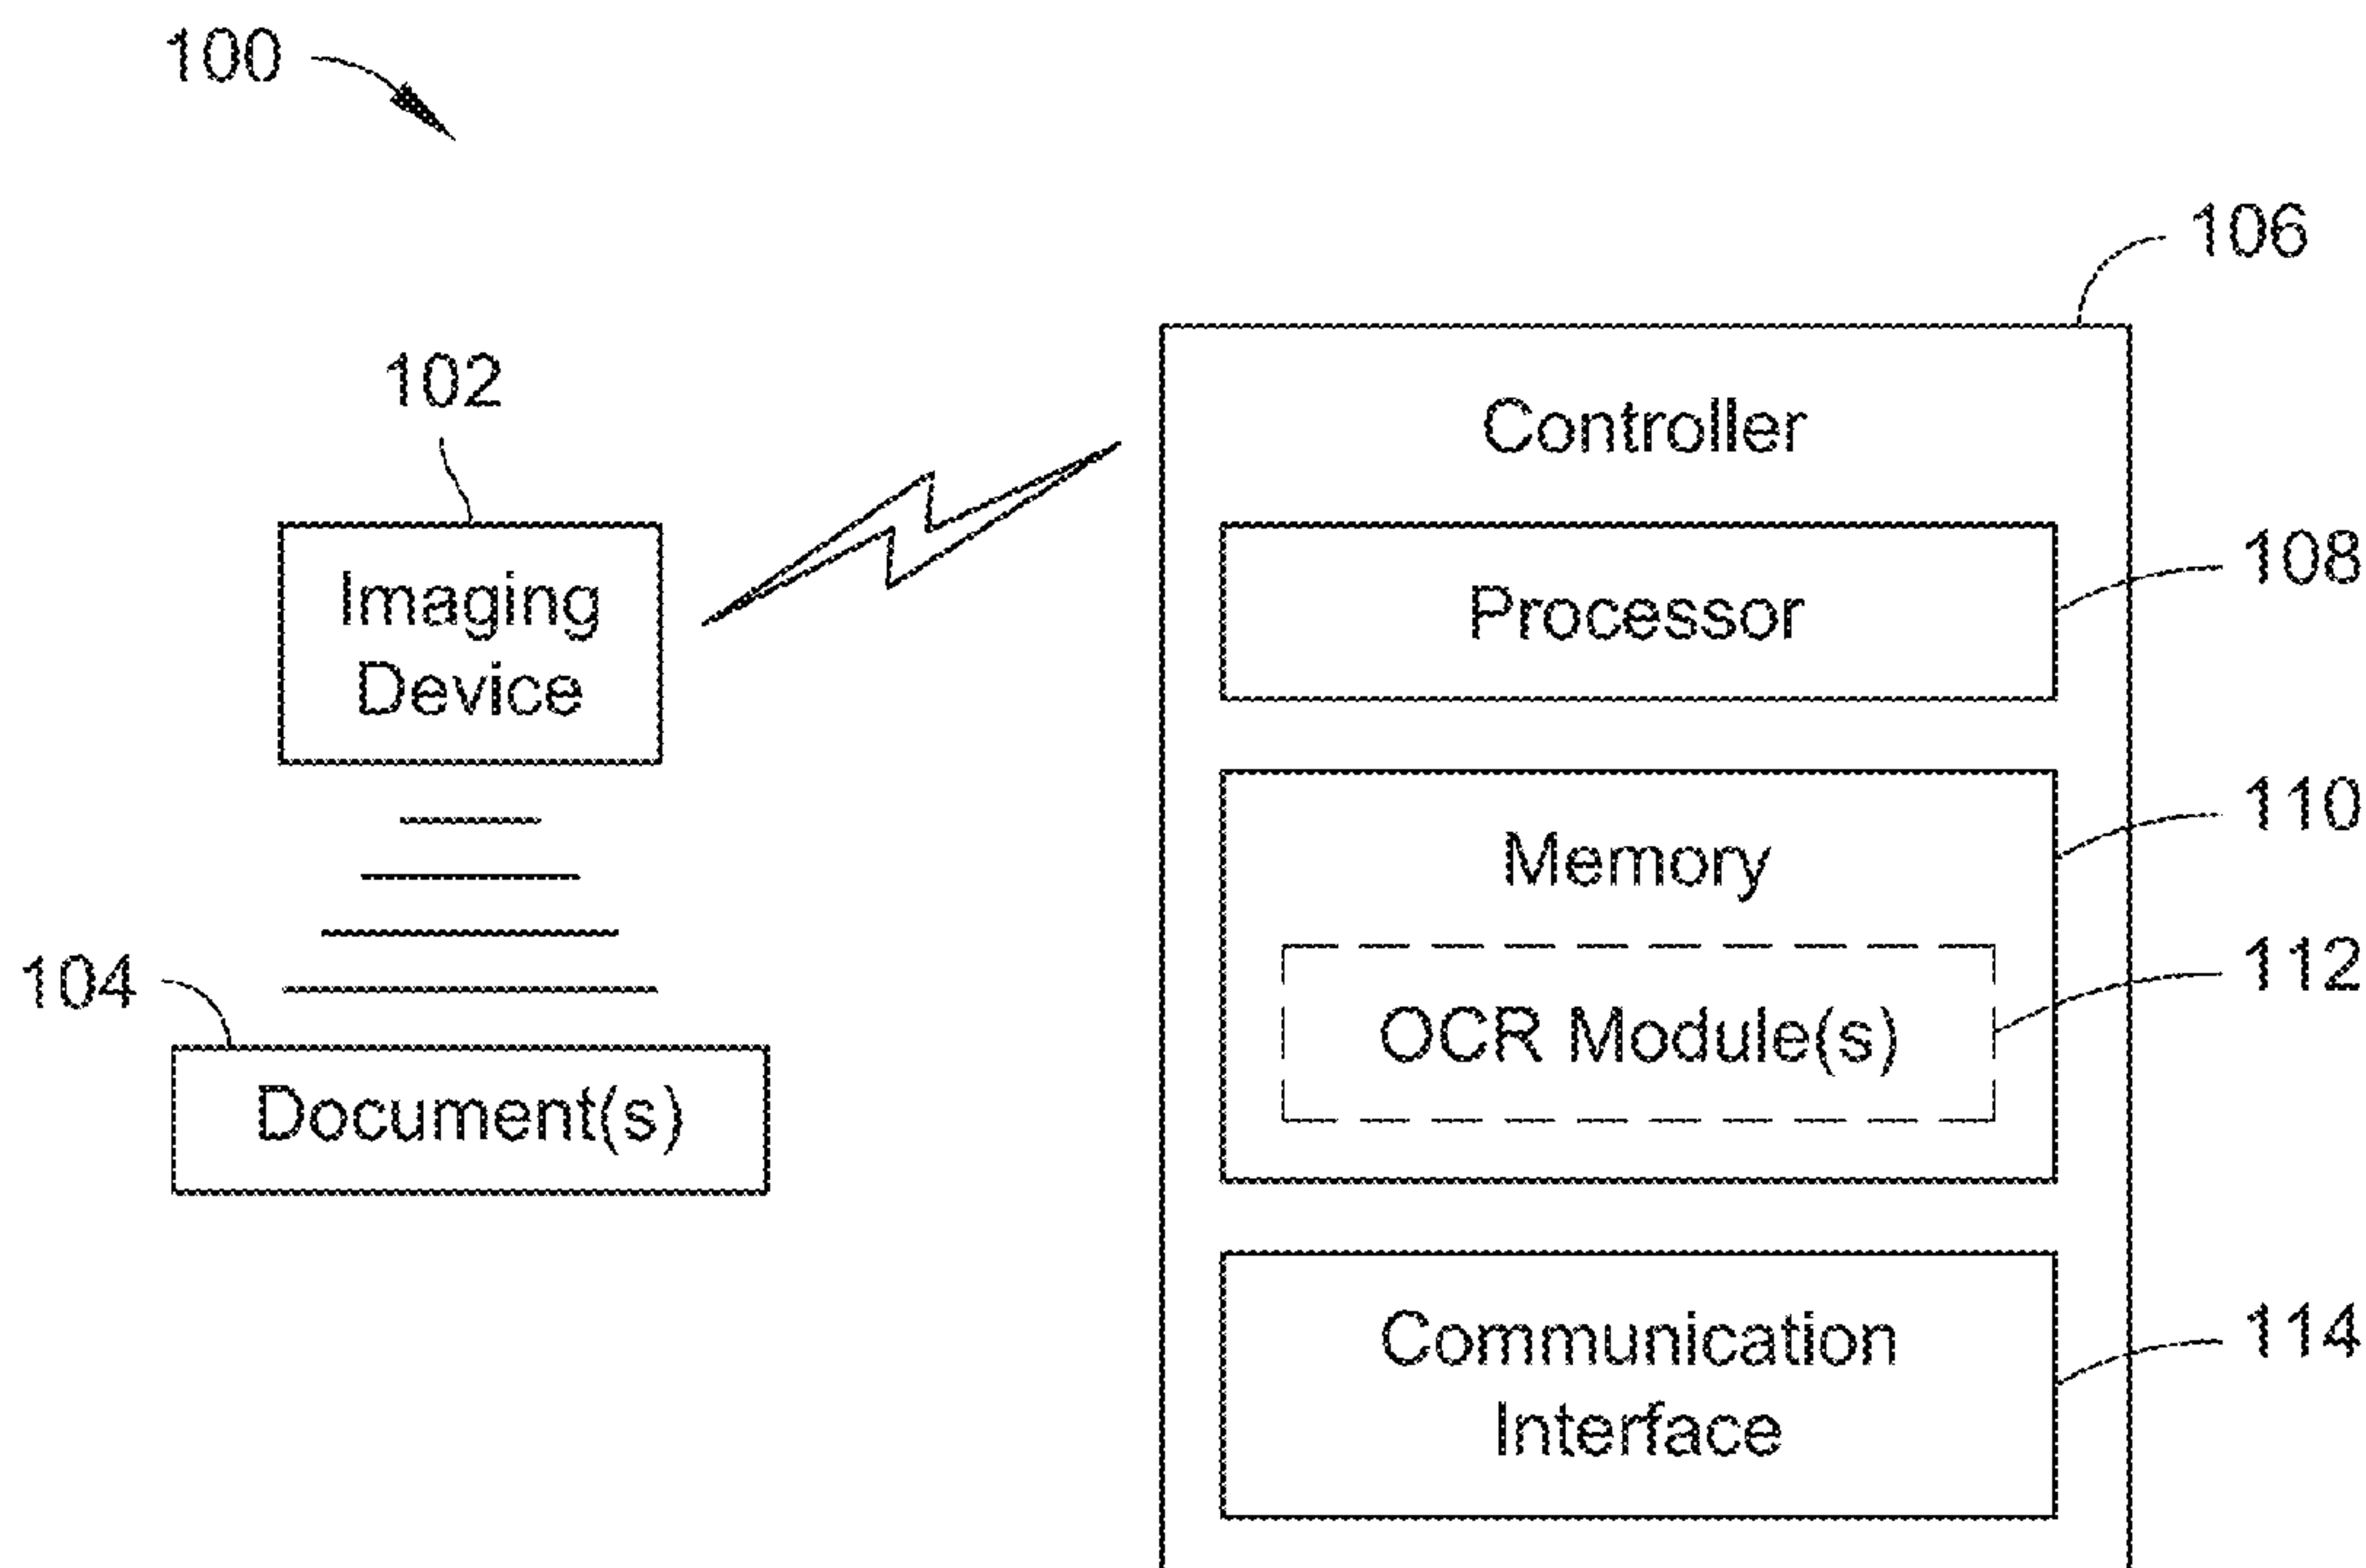 100
106
102
Controller
Imaging
Device
Processor
108
Memory
110
104
OCR Module(s)
112
Document(s)
Communication
Interface
114